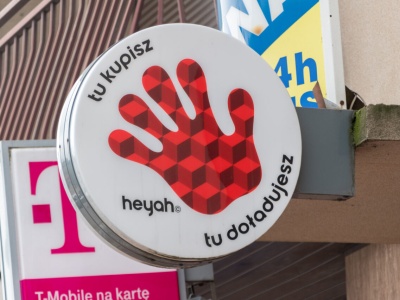 tu kupisz
heyah©
tu doładujesz
4h
T
T-Mobile na kartę